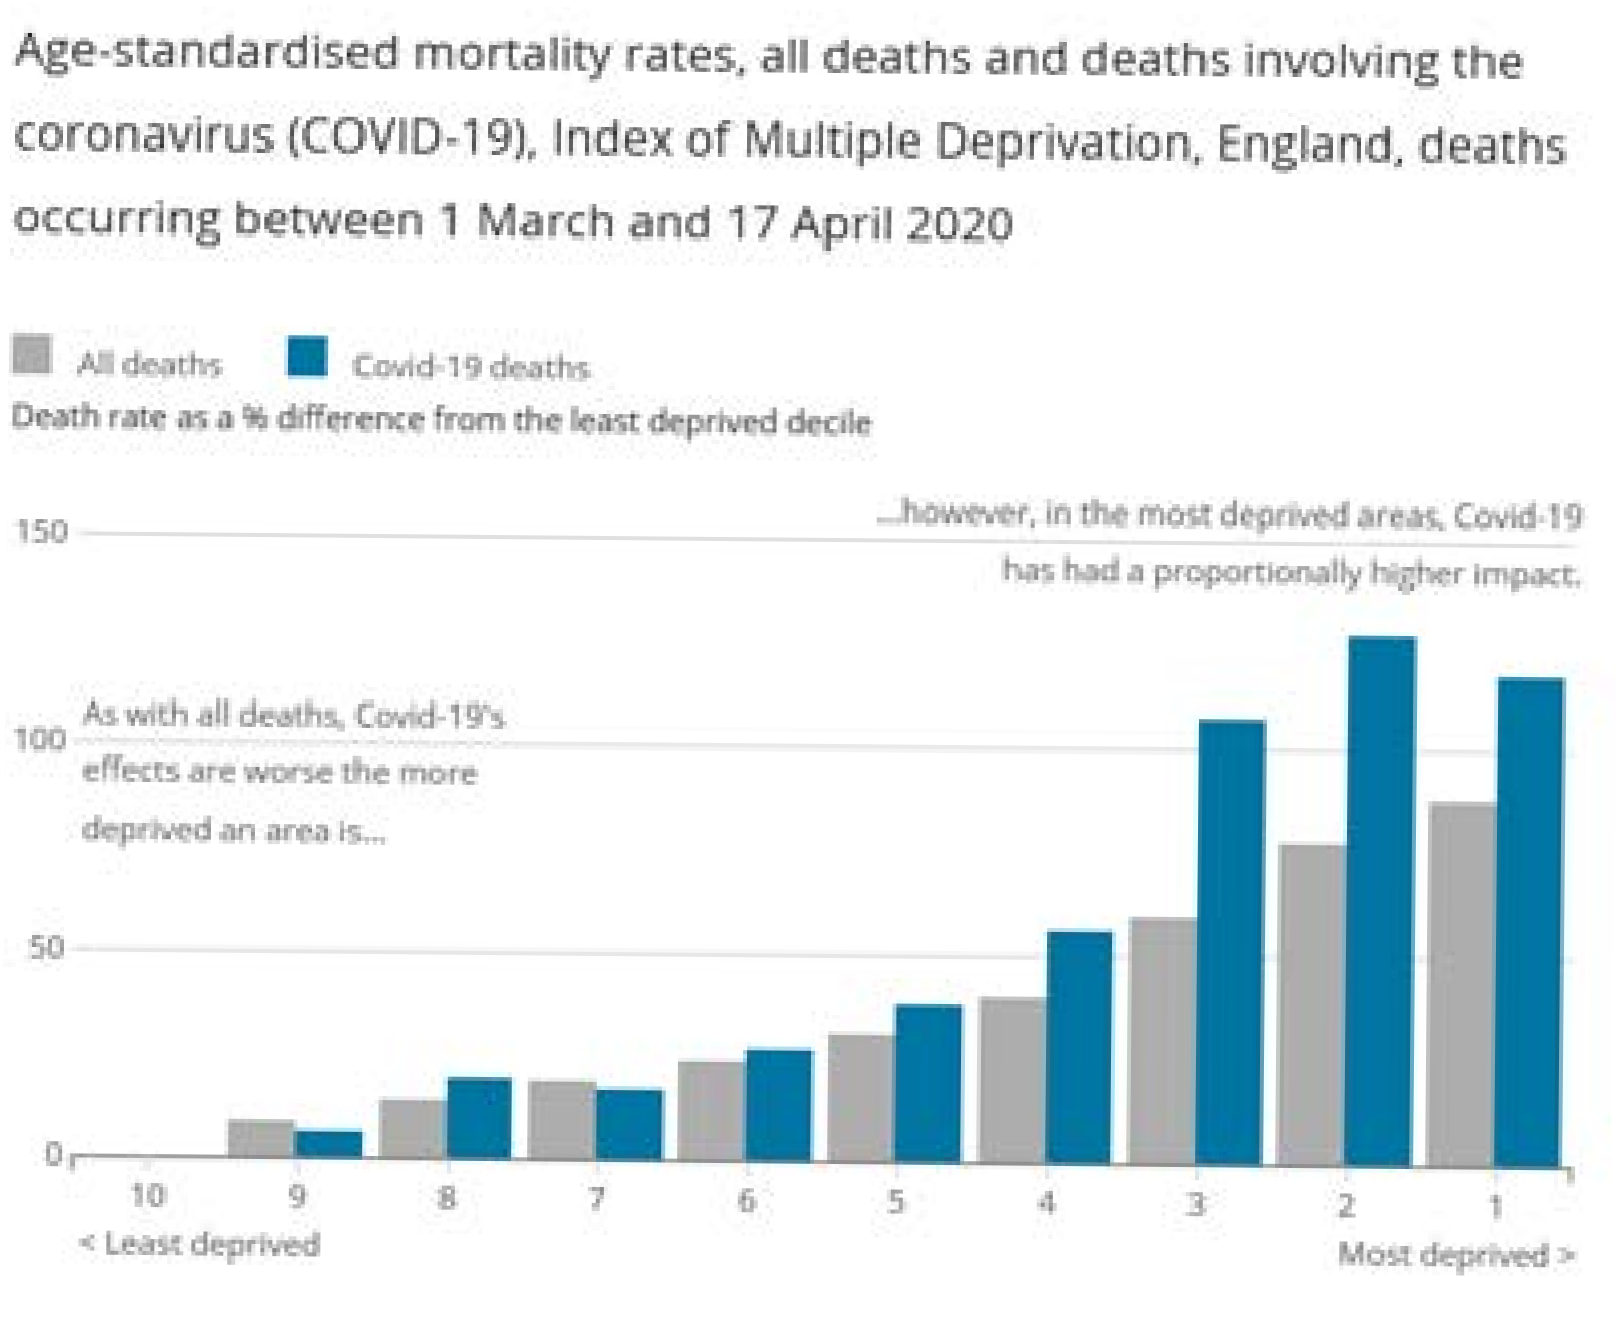 Age-standardised mortality rates, all deaths and deaths involving the
coronavirus (COVID-19), Index of Multiple Deprivation, England, deaths
occurring between 1 March and 17 April 2020
All deaths Covid-19 deaths
Death rate as a % difference from the least deprived decile
...however, in the most deprived areas, Covid-19
150
has had a proportionally higher impact.
As with all deaths, Covid-19's
100
effects are worse the more
deprived an area is...
50
0
10 9 8 7 6 5 4 3 2 1
< Least deprived Most deprived >